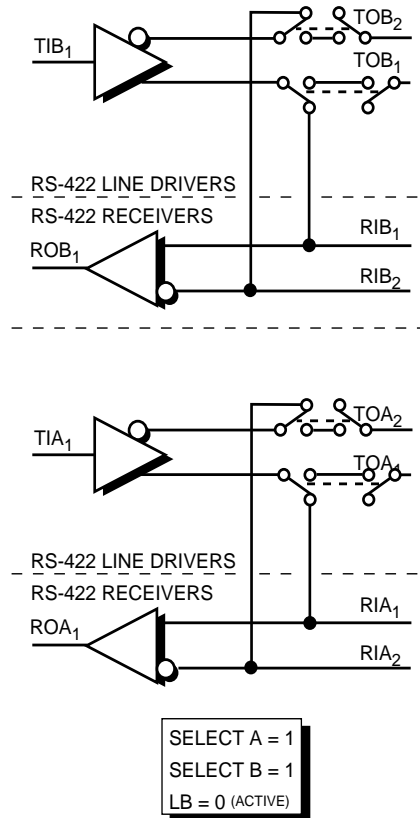 TOB2
TIB1
TOB1
RS-422 LINE DRIVERS
RS-422 RECEIVERS
ROB1
RIB1
RIB2
TOA2
TIA1
TOA1
RS-422 LINE DRIVERS
RS-422 RECEIVERS
ROA1
RIA1
RIA2
SELECT A = 1
SELECT B = 1
LB = 0 (ACTIVE)